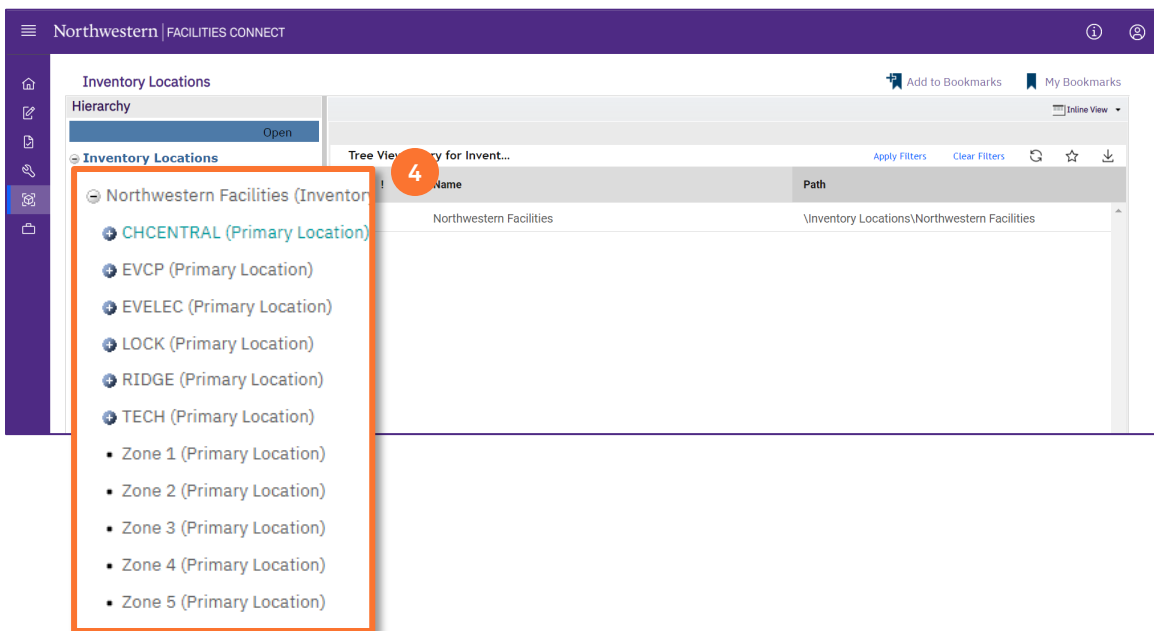 Northwestern | FACILITIES CONNECT
Inventory Locations
Add to Bookmarks
My Bookmarks
Hierarchy
Inline View
Open
Inventory Locations
Tree View
ry for Invent...
Apply Filters
Clear Filters
4
! Name
Path
Northwestern Facilities
\Inventory Locations\Northwestern Facilities
Northwestern Facilities (Inventory
CHCENTRAL (Primary Location)
EVCP (Primary Location)
EVELEC (Primary Location)
LOCK (Primary Location)
RIDGE (Primary Location)
TECH (Primary Location)
Zone 1 (Primary Location)
Zone 2 (Primary Location)
Zone 3 (Primary Location)
Zone 4 (Primary Location)
Zone 5 (Primary Location)